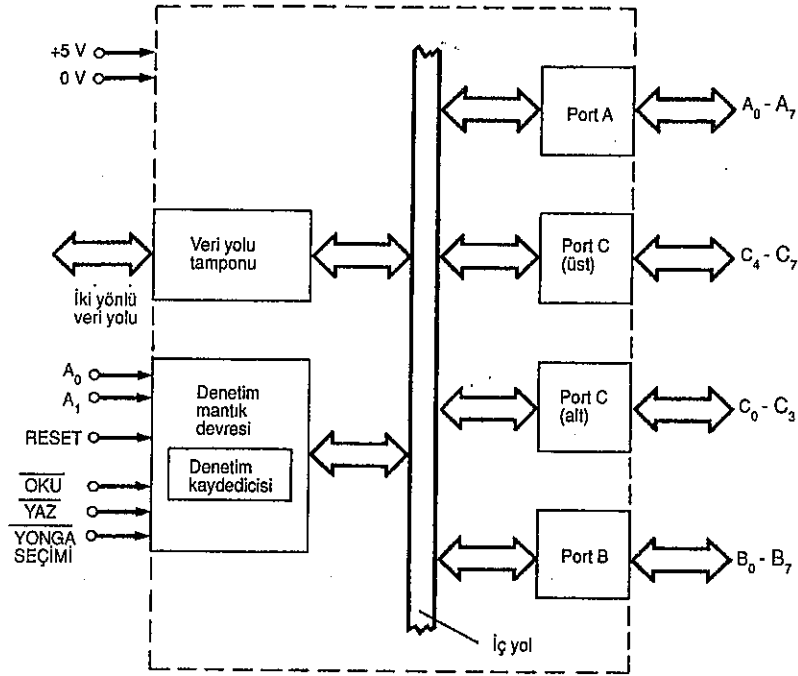 +5 V
0 V
Port A
A0 - A7
Veri yolu
tamponu
İki yönlü
veri yolu
Port C
(üst)
C4 - C7
A0
A1
RESET
OKU
YAZ
YONGA
SEÇİMİ
Denetim
mantık
devresi
Denetim
kaydedicisi
Port C
(alt)
C0 - C3
Port B
B0 - B7
İç yol